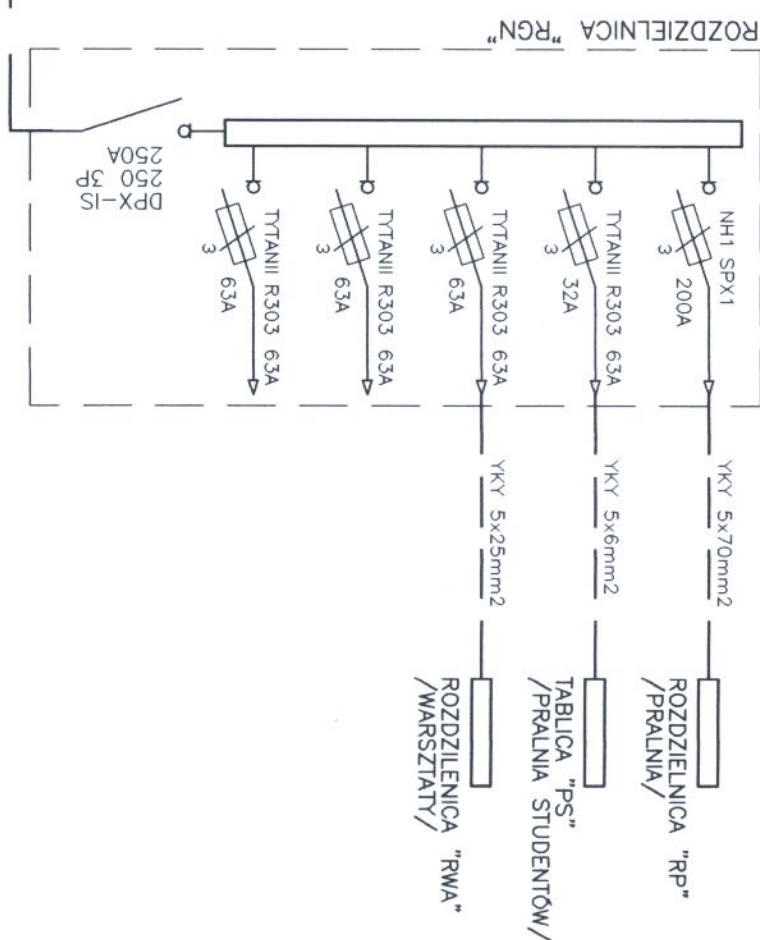 ROZDZIELNICA "RGN"
DPX-IS
250 3P
250A
TYTANII R303 63A
3
63A
TYTANII R303 63A
3
63A
TYTANII R303 63A
3
63A
TYTANII R303 63A
3
32A
NH1 SPX1
3
200A
YKY 5x25mm2
YKY 5x6mm2
YKY 5x70mm2
ROZDZILENICA "RWA"
/WARSZTATY/
TABLICA "PS"
/PRALNIA STUDENTÓW/
ROZDZIELNICA "RP"
/PRALNIA/